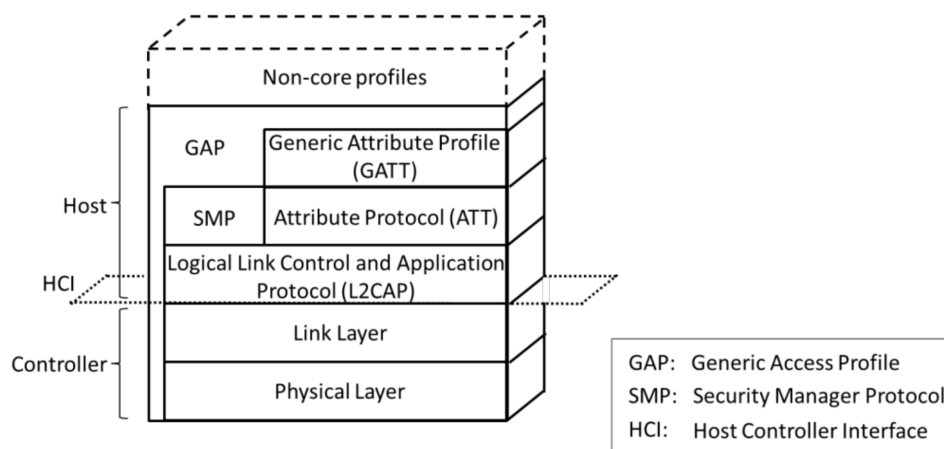 Non-core profiles
GAP
Generic Attribute Profile
(GATT)
Host
SMP
Attribute Protocol (ATT)
HCI
Logical Link Control and Application
Protocol (L2CAP)
Link Layer
Controller
Physical Layer
GAP: Generic Access Profile
SMP: Security Manager Protocol
HCI: Host Controller Interface